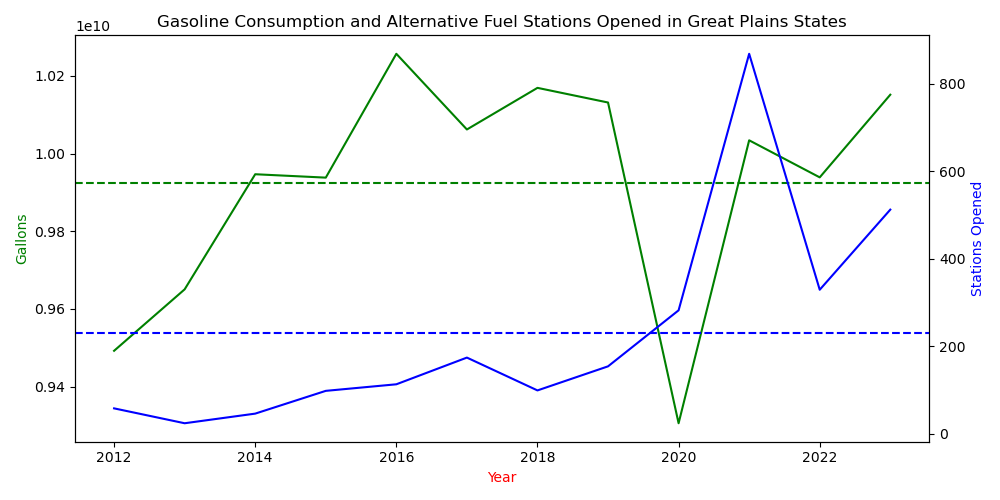 Gasoline Consumption and Alternative Fuel Stations Opened in Great Plains States
1e10
1.02
1.00
0.98
0.96
0.94
Gallons
800
600
400
200
0
Stations Opened
2012 2014 2016 2018 2020 2022
Year